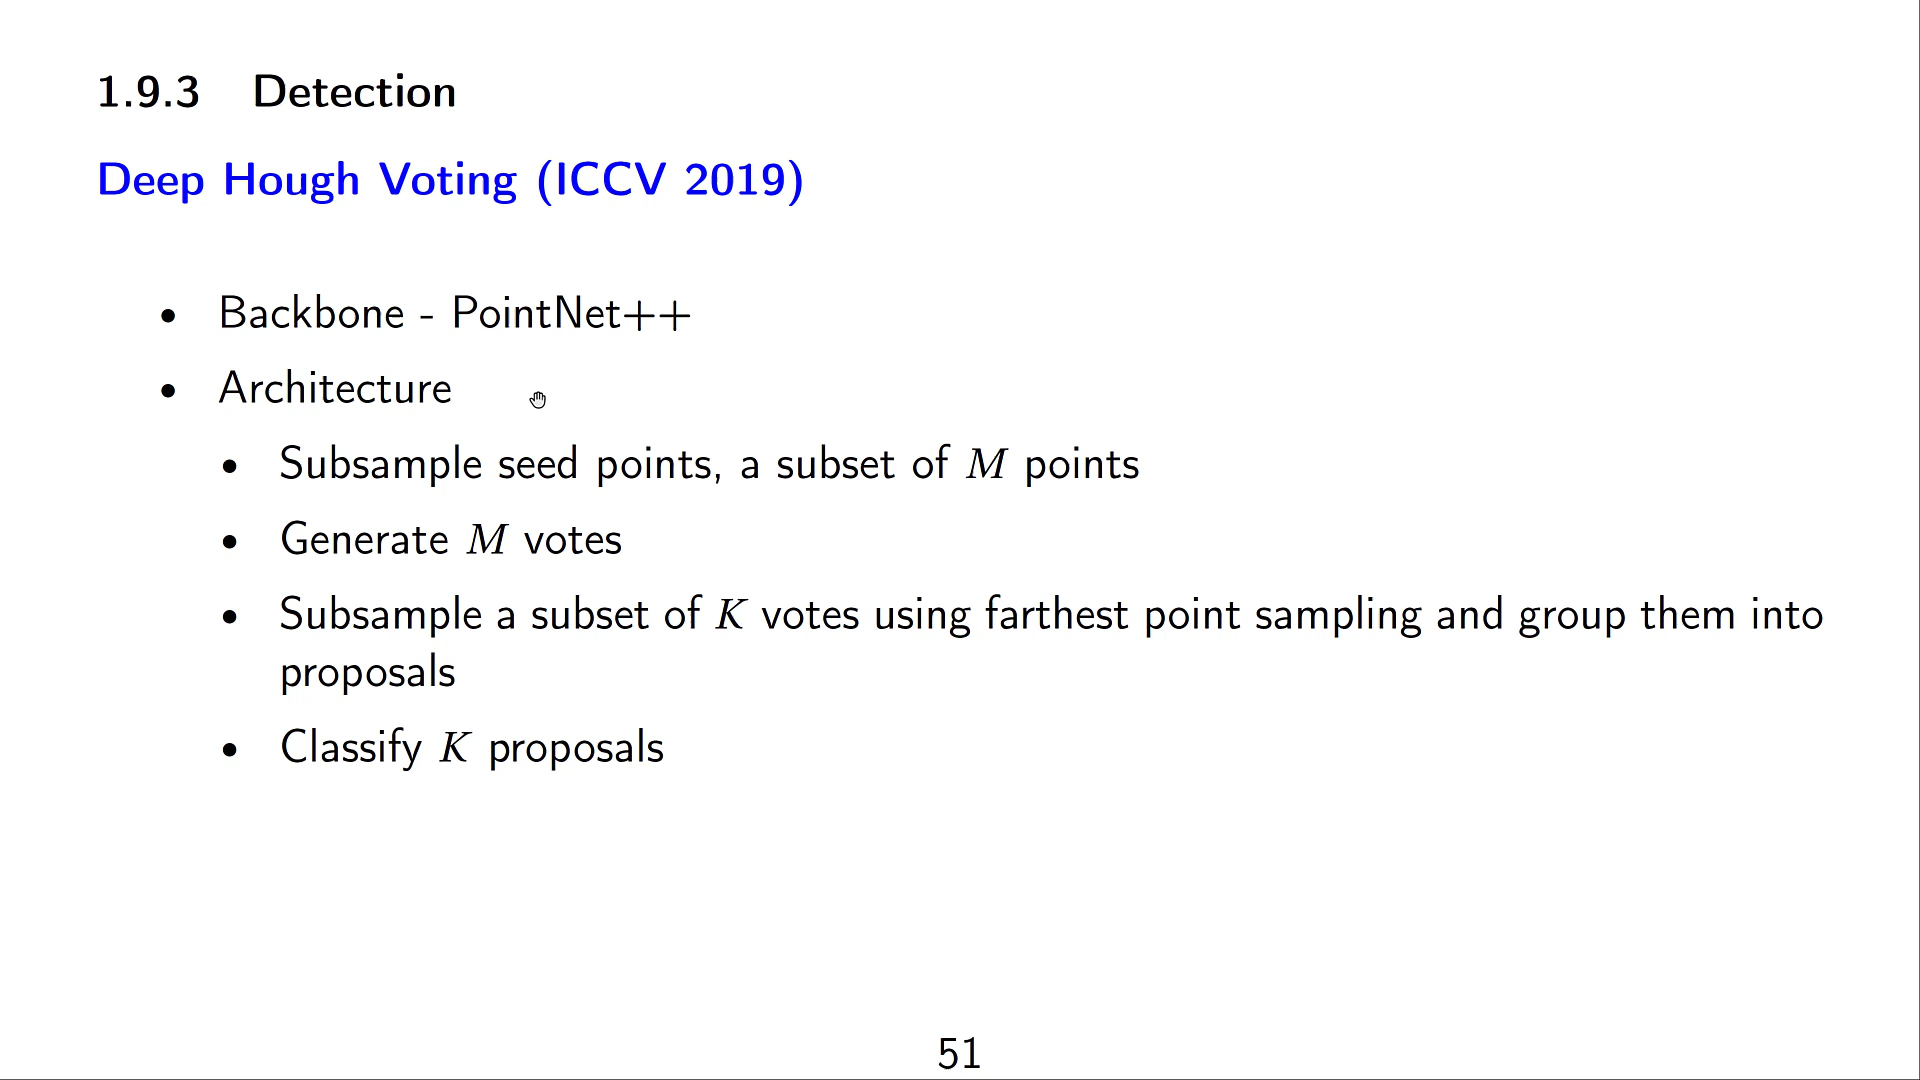 1.9.3 Detection
Deep Hough Voting (ICCV 2019)
• Backbone - PointNet++
• Architecture
• Subsample seed points, a subset of M points
• Generate M votes
• Subsample a subset of K votes using farthest point sampling and group them into
proposals
• Classify K proposals
51